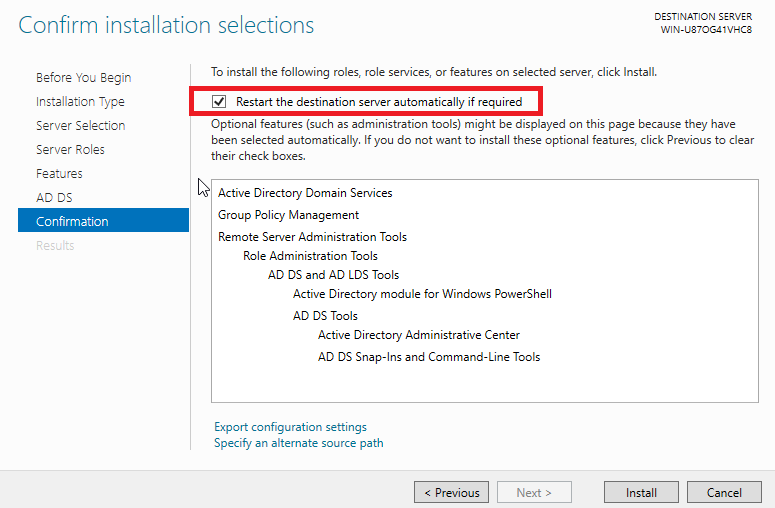 Confirm installation selections
DESTINATION SERVER
WIN-U87OG41VHC8
Before You Begin
Installation Type
Server Selection
Server Roles
Features
AD DS
Confirmation
Results
To install the following roles, role services, or features on selected server, click Install.
Restart the destination server automatically if required
Optional features (such as administration tools) might be displayed on this page because they have
been selected automatically. If you do not want to install these optional features, click Previous to clear
their check boxes.
Active Directory Domain Services
Group Policy Management
Remote Server Administration Tools
Role Administration Tools
AD DS and AD LDS Tools
Active Directory module for Windows PowerShell
AD DS Tools
Active Directory Administrative Center
AD DS Snap-Ins and Command-Line Tools
Export configuration settings
Specify an alternate source path
< Previous
Next >
Install
Cancel